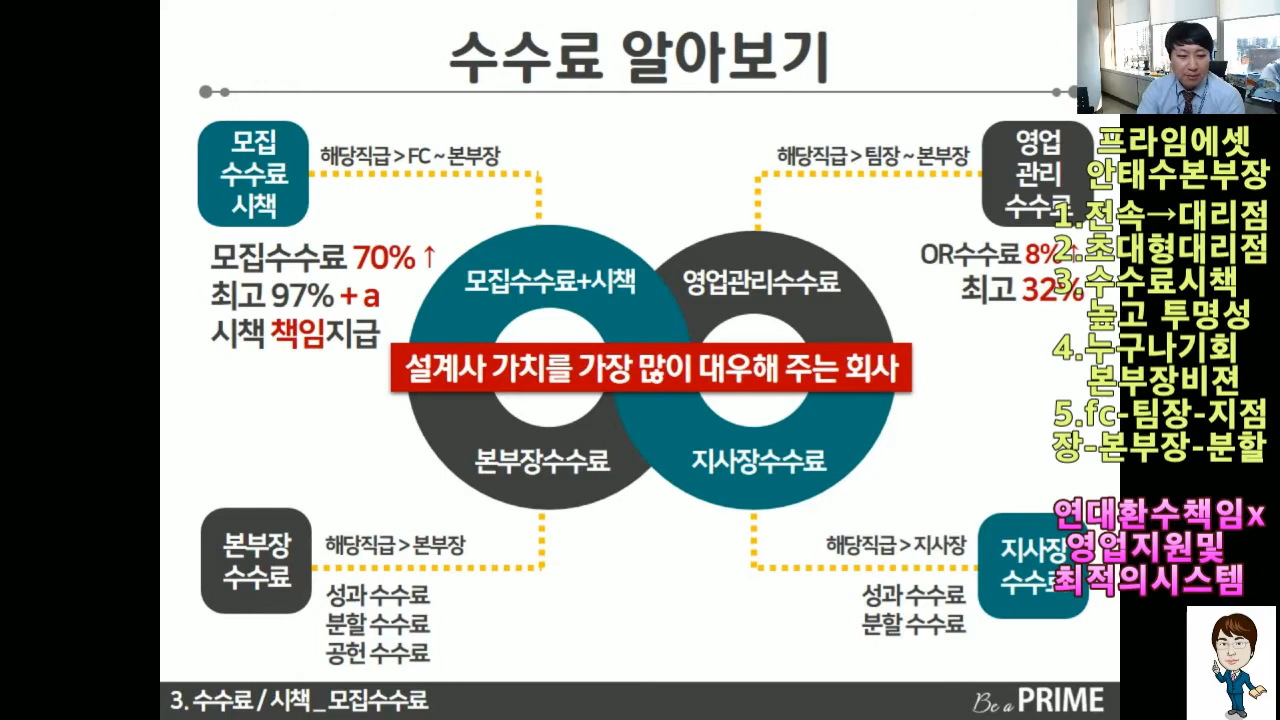 수수료 알아보기
모집
수수료
시책
해당직급 > FC ~ 본부장
모집수수료 70% ↑
최고 97% + a
시책 책임지급
해당직급 > 팀장 ~ 본부장
영업
관리
수수료
OR수수료 8% ↑
최고 32%
모집수수료+시책
영업관리수수료
설계사 가치를 가장 많이 대우해 주는 회사
본부장수수료
지사장수수료
본부장
수수료
해당직급 > 본부장
성과 수수료
분할 수수료
공헌 수수료
해당직급 > 지사장
성과 수수료
분할 수수료
지사장
수수료
프라임에셋
안태수본부장
1.전속→대리점
2.초대형대리점
3.수수료시책
높고 투명성
4.누구나기회
본부장비젼
5.fc-팀장-지점
장-본부장-분할
연대환수책임x
영업지원및
최적의시스템
3. 수수료 / 시책 _ 모집수수료
Be a PRIME